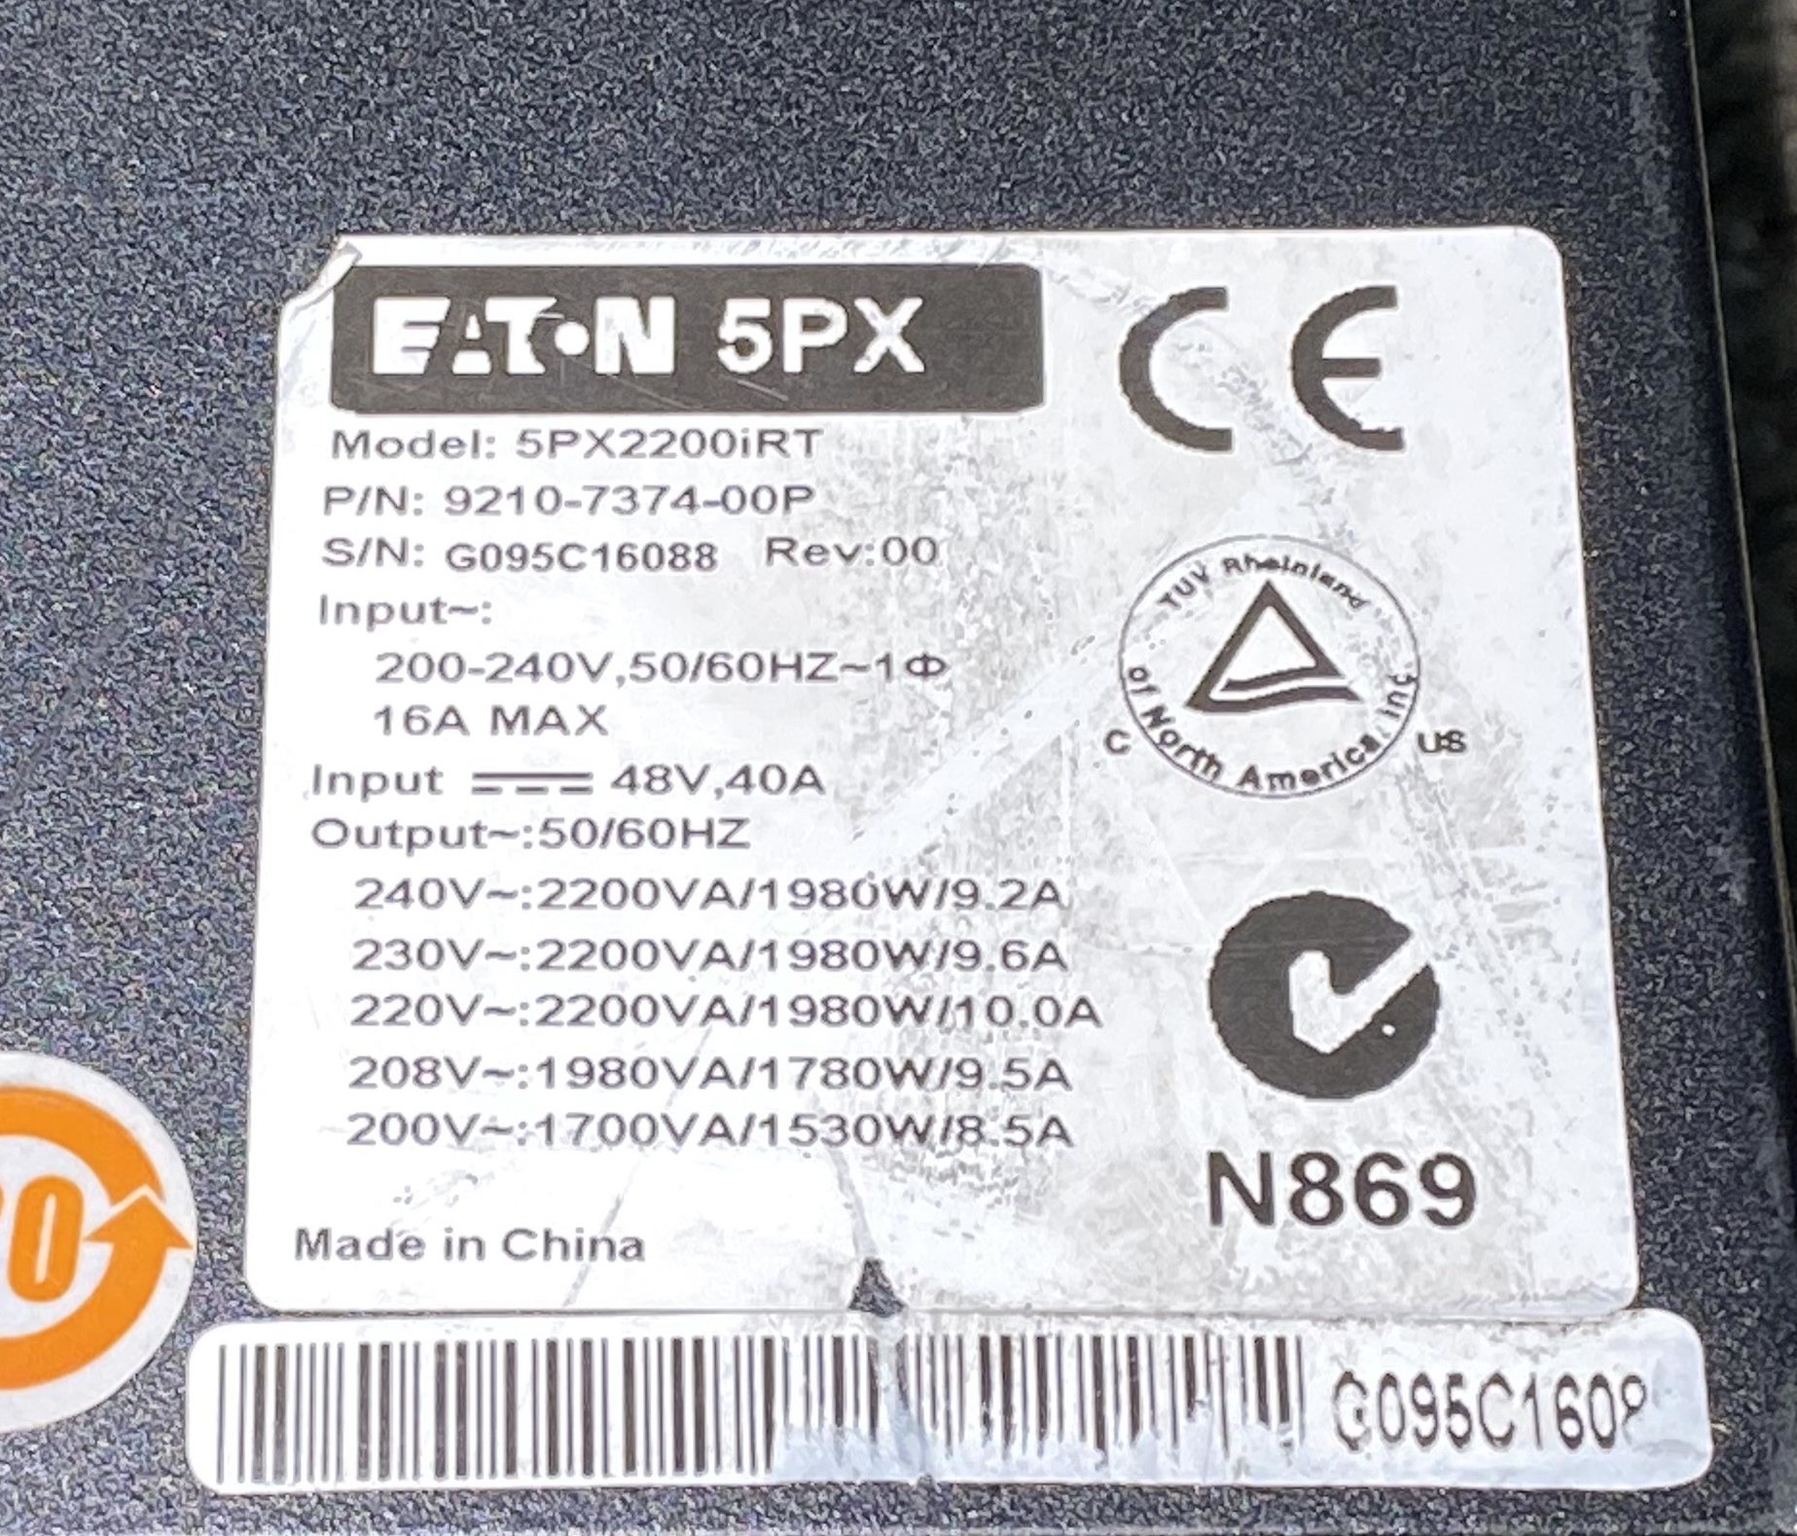 EATON 5PX
CE
Model: 5PX2200iRT
P/N: 9210-7374-00P
S/N: G095C16088 Rev:00
Input~:
200-240V,50/60HZ~1Φ
16A MAX
Input ⎓ 48V,40A
Output~:50/60HZ
240V~:2200VA/1980W/9.2A
230V~:2200VA/1980W/9.6A
220V~:2200VA/1980W/10.0A
208V~:1980VA/1780W/9.5A
200V~:1700VA/1530W/8.5A
Made in China
TUV Rheinland
of North America, Inc.
C US
N869
0
G095C1608